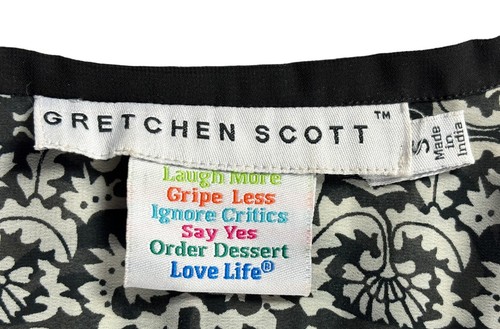 GRETCHEN SCOTT™
S
Made
in
India
Laugh More
Gripe Less
Ignore Critics
Say Yes
Order Dessert
Love Life®